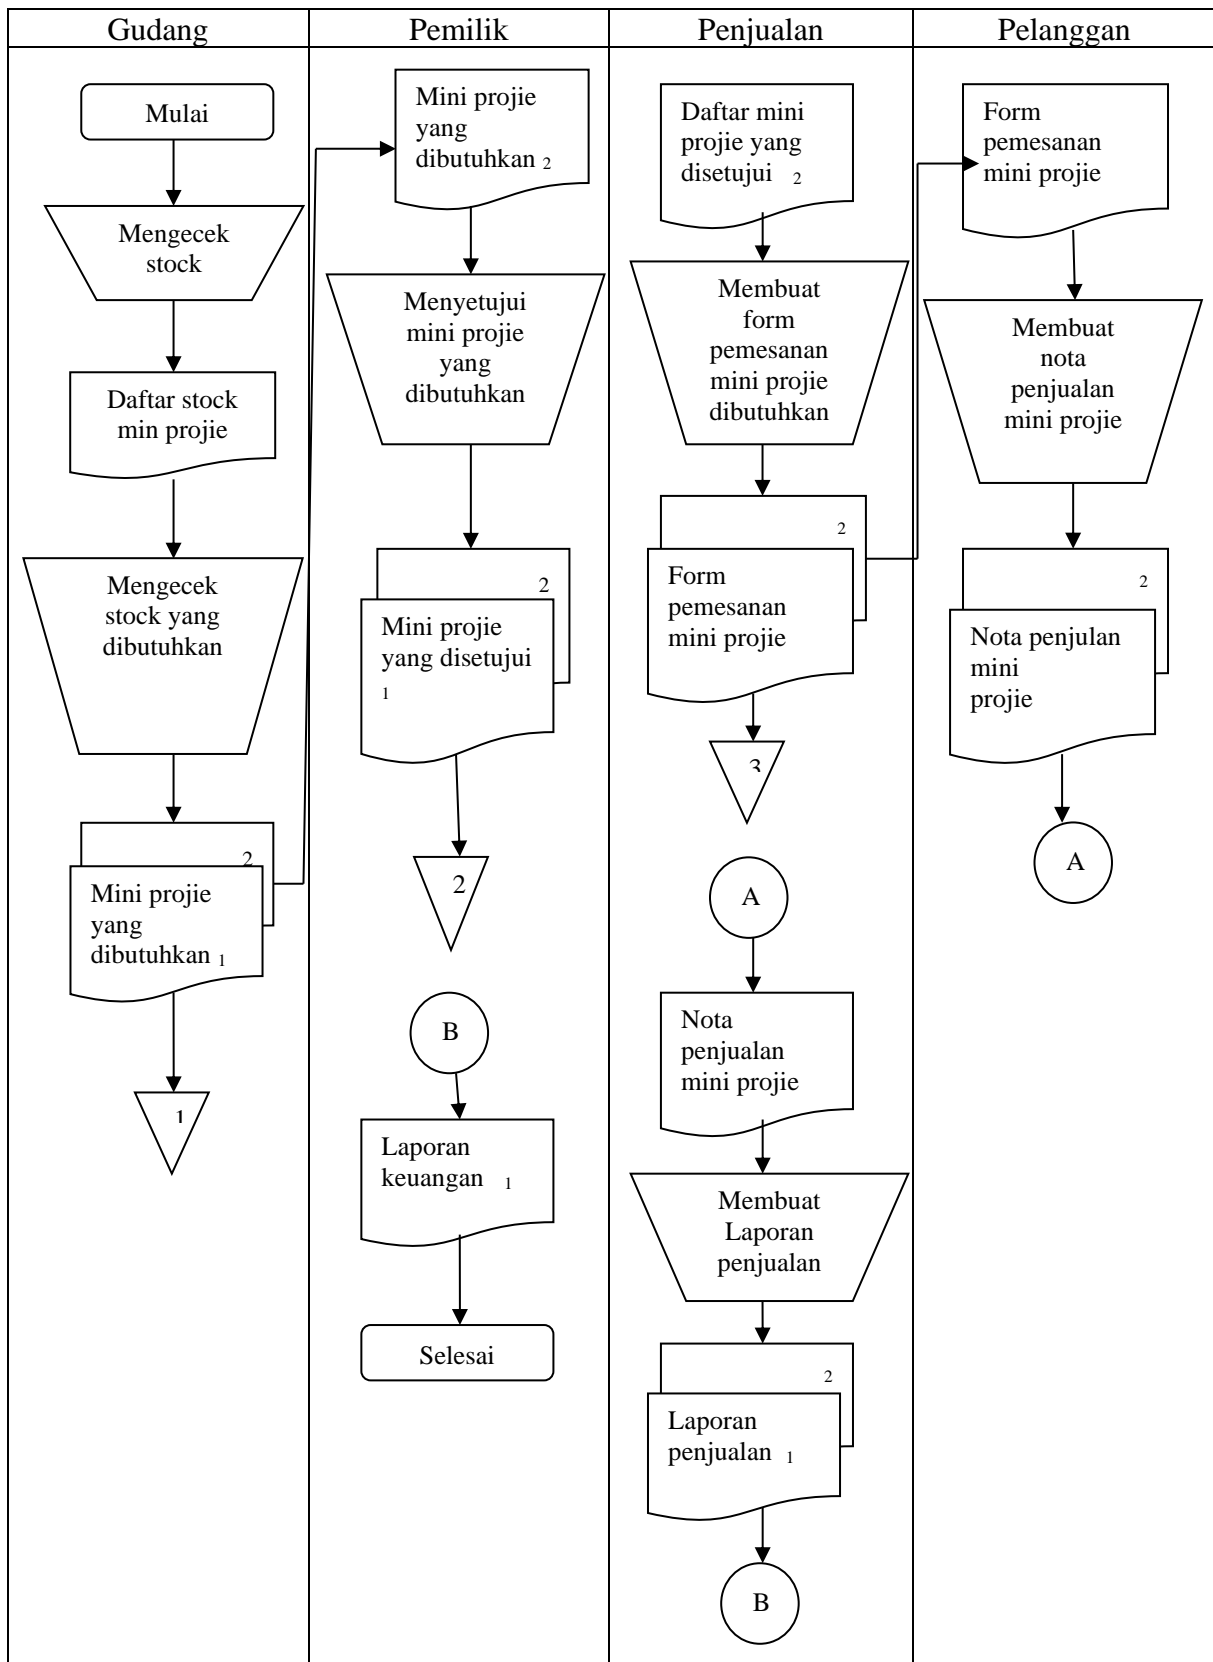 Gudang
Pemilik
Penjualan
Pelanggan
Mulai
Mengecek
stock
Daftar stock
min projie
Mengecek
stock yang
dibutuhkan
2
Mini projie
yang
dibutuhkan 1
1
Mini projie
yang
dibutuhkan 2
Menyetujui
mini projie
yang
dibutuhkan
2
Mini projie
yang disetujui
1
2
B
Laporan
keuangan 1
Selesai
Daftar mini
projie yang
disetujui 2
Membuat
form
pemesanan
mini projie
dibutuhkan
2
Form
pemesanan
mini projie
3
A
Nota
penjualan
mini projie
Membuat
Laporan
penjualan
2
Laporan
penjualan 1
B
Form
pemesanan
mini projie
Membuat
nota
penjualan
mini projie
2
Nota penjulan
mini
projie
A